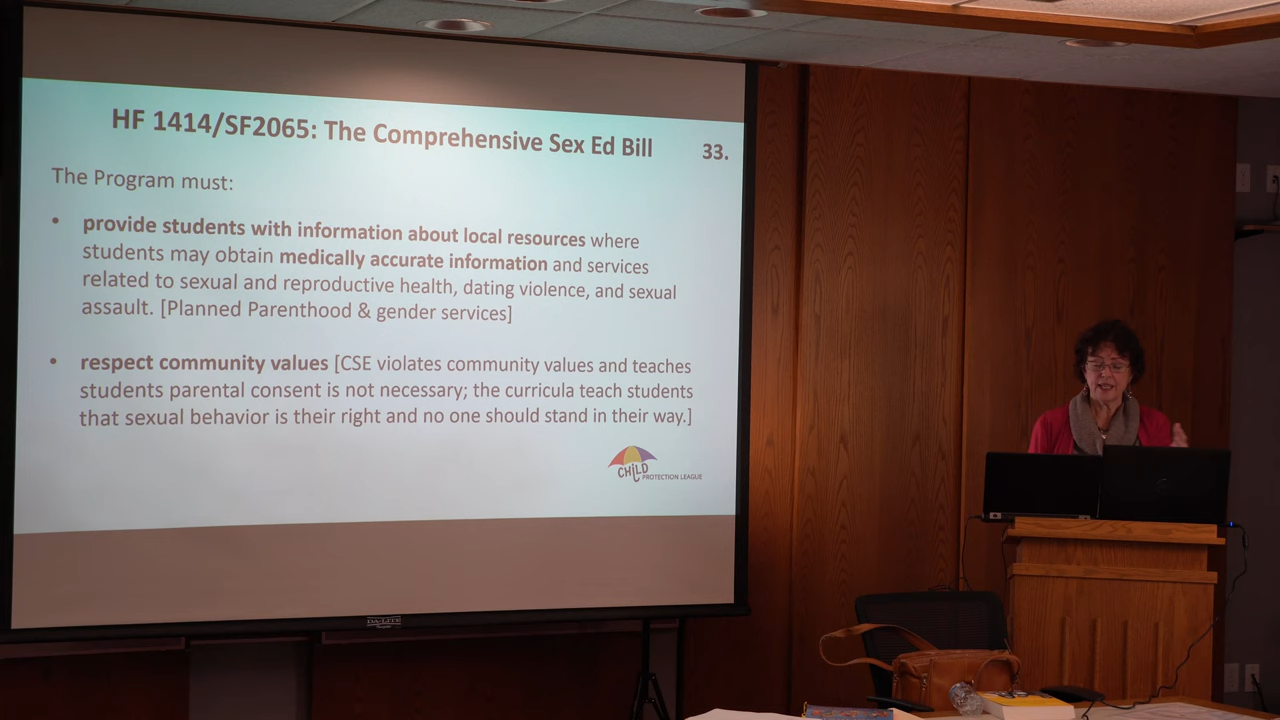 HF 1414/SF2065: The Comprehensive Sex Ed Bill
33.
The Program must:
• provide students with information about local resources where
students may obtain medically accurate information and services
related to sexual and reproductive health, dating violence, and sexual
assault. [Planned Parenthood & gender services]
• respect community values [CSE violates community values and teaches
students parental consent is not necessary; the curricula teach students
that sexual behavior is their right and no one should stand in their way.]
CHILD
PROTECTION LEAGUE
DA-LITE